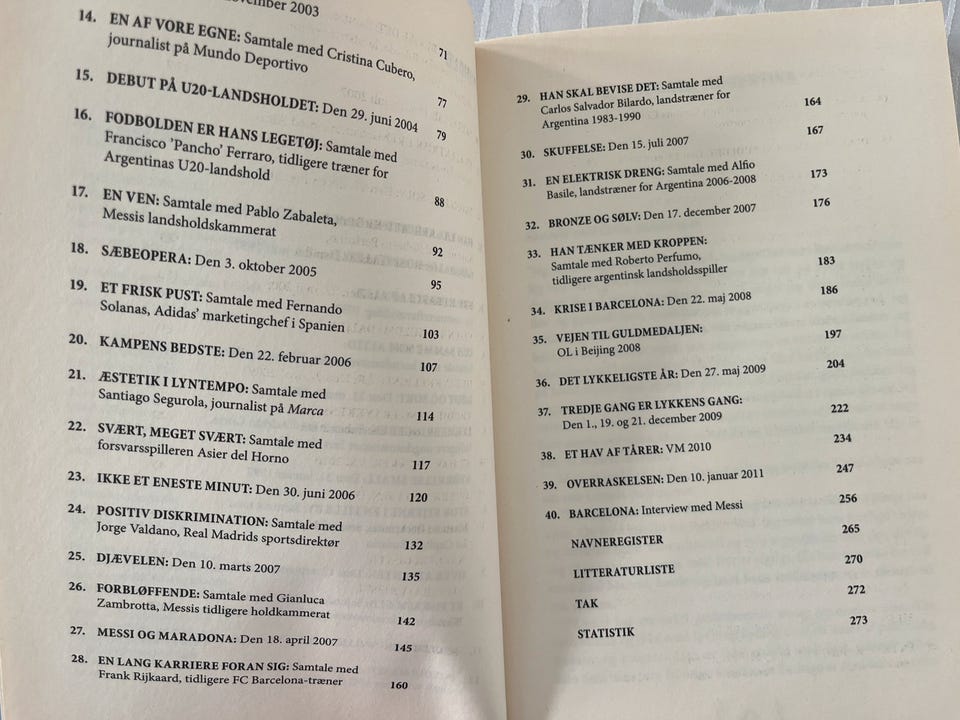 november 2003 71
14. EN AF VORE EGNE: Samtale med Cristina Cubero,
journalist på Mundo Deportivo 77
15. DEBUT PÅ U20-LANDSHOLDET: Den 29. juni 2004 79
16. FODBOLDEN ER HANS LEGETØJ: Samtale med
Francisco ’Pancho’ Ferraro, tidligere træner for
Argentinas U20-landshold 88
17. EN VEN: Samtale med Pablo Zabaleta,
Messis landsholdskammerat 92
18. SÆBEOPERA: Den 3. oktober 2005 95
19. ET FRISK PUST: Samtale med Fernando
Solanas, Adidas’ marketingchef i Spanien 103
20. KAMPENS BEDSTE: Den 22. februar 2006 107
21. ÆSTETIK I LYNTEMPO: Samtale med
Santiago Segurola, journalist på Marca 114
22. SVÆRT, MEGET SVÆRT: Samtale med
forsvarsspilleren Asier del Horno 117
23. IKKE ET ENESTE MINUT: Den 30. juni 2006 120
24. POSITIV DISKRIMINATION: Samtale med
Jorge Valdano, Real Madrids sportsdirektør 132
25. DJÆVELEN: Den 10. marts 2007 135
26. FORBLØFFENDE: Samtale med Gianluca
Zambrotta, Messis tidligere holdkammerat 142
27. MESSI OG MARADONA: Den 18. april 2007 145
28. EN LANG KARRIERE FORAN SIG: Samtale med
Frank Rijkaard, tidligere FC Barcelona-træner 160
29. HAN SKAL BEVISE DET: Samtale med
Carlos Salvador Bilardo, landstræner for
Argentina 1983-1990 164
30. SKUFFELSE: Den 15. juli 2007 167
31. EN ELEKTRISK DRENG: Samtale med Alfio
Basile, landstræner for Argentina 2006-2008 173
32. BRONZE OG SØLV: Den 17. december 2007 176
33. HAN TÆNKER MED KROPPEN:
Samtale med Roberto Perfumo,
tidligere argentinsk landsholdsspiller 183
34. KRISE I BARCELONA: Den 22. maj 2008 186
35. VEJEN TIL GULDMEDALJEN:
OL i Beijing 2008 197
36. DET LYKKELIGSTE ÅR: Den 27. maj 2009 204
37. TREDJE GANG ER LYKKENS GANG:
Den 1., 19. og 21. december 2009 222
38. ET HAV AF TÅRER: VM 2010 234
39. OVERRASKELSEN: Den 10. januar 2011 247
40. BARCELONA: Interview med Messi 256
NAVNEREGISTER 265
LITTERATURLISTE 270
TAK 272
STATISTIK 273